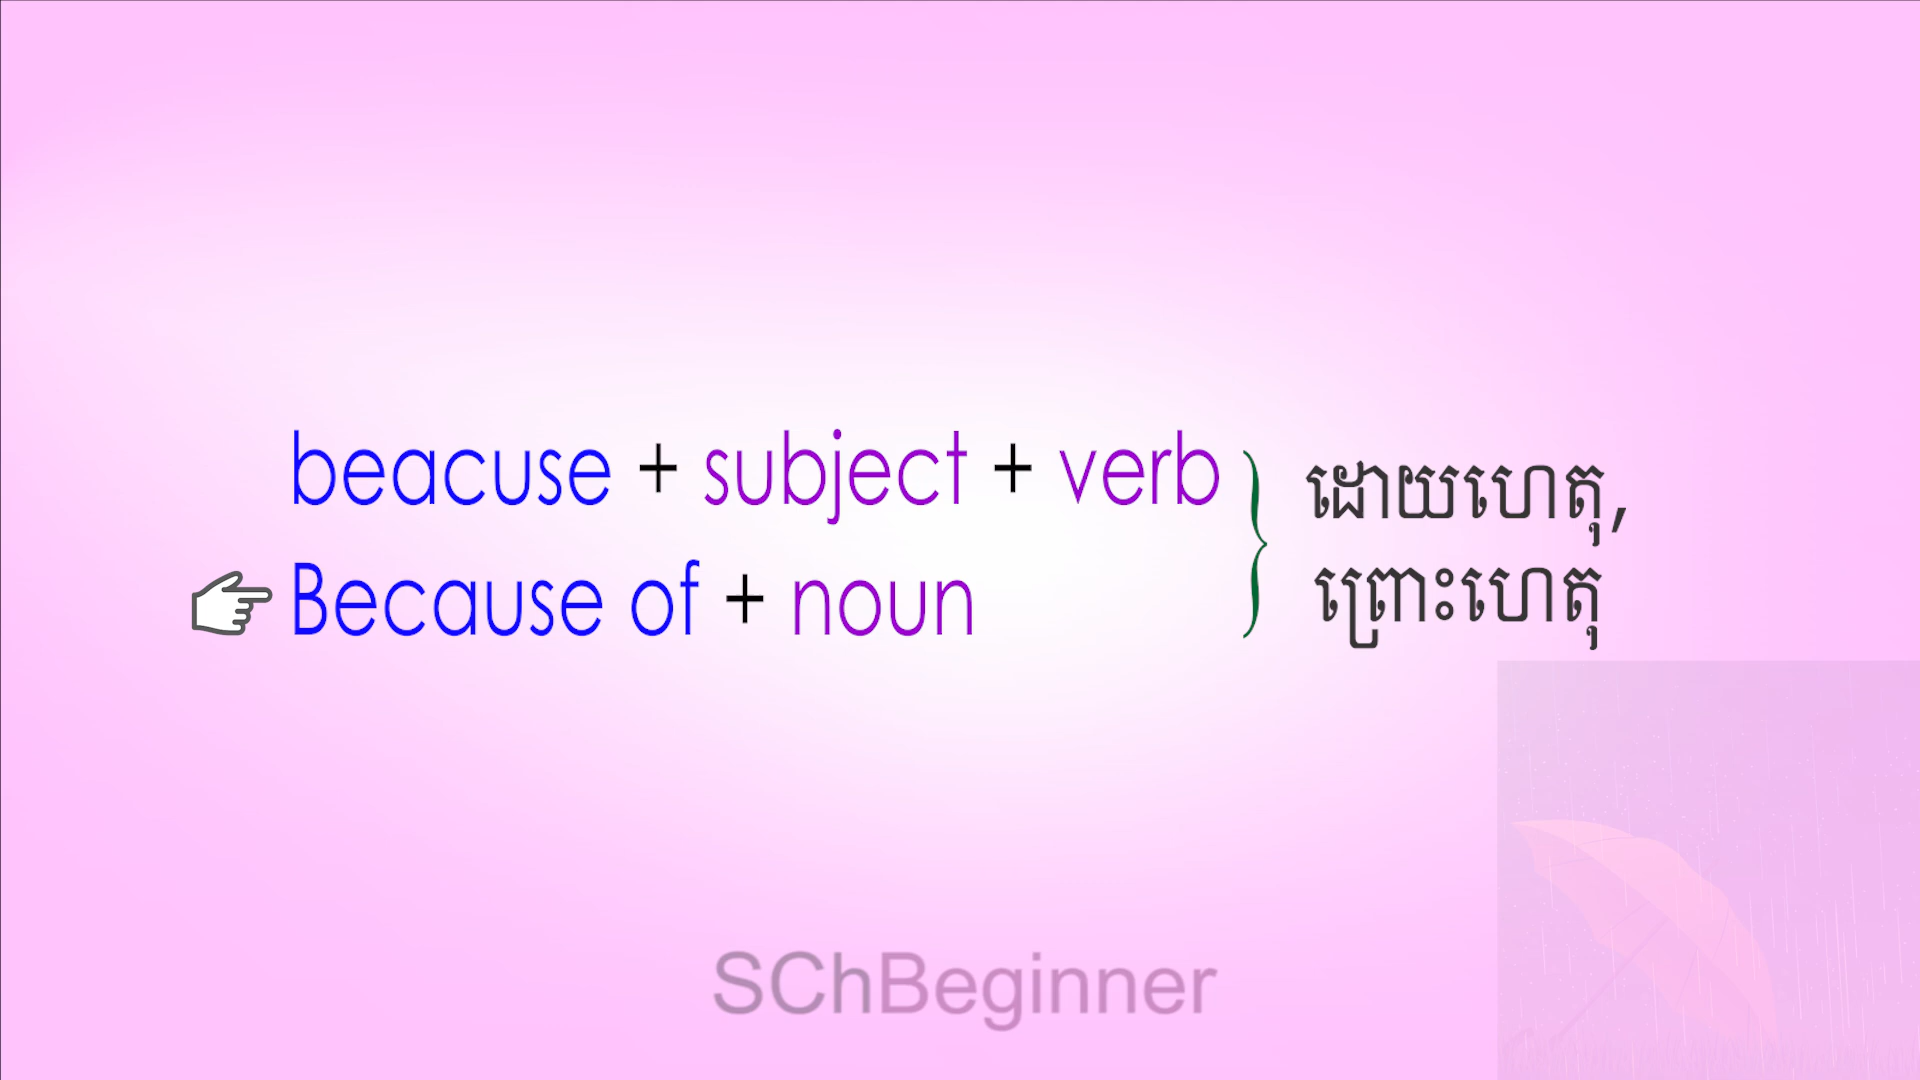 beacuse + subject + verb
Because of + noun
ដោយហេតុ,
ព្រោះហេតុ
SChBeginner